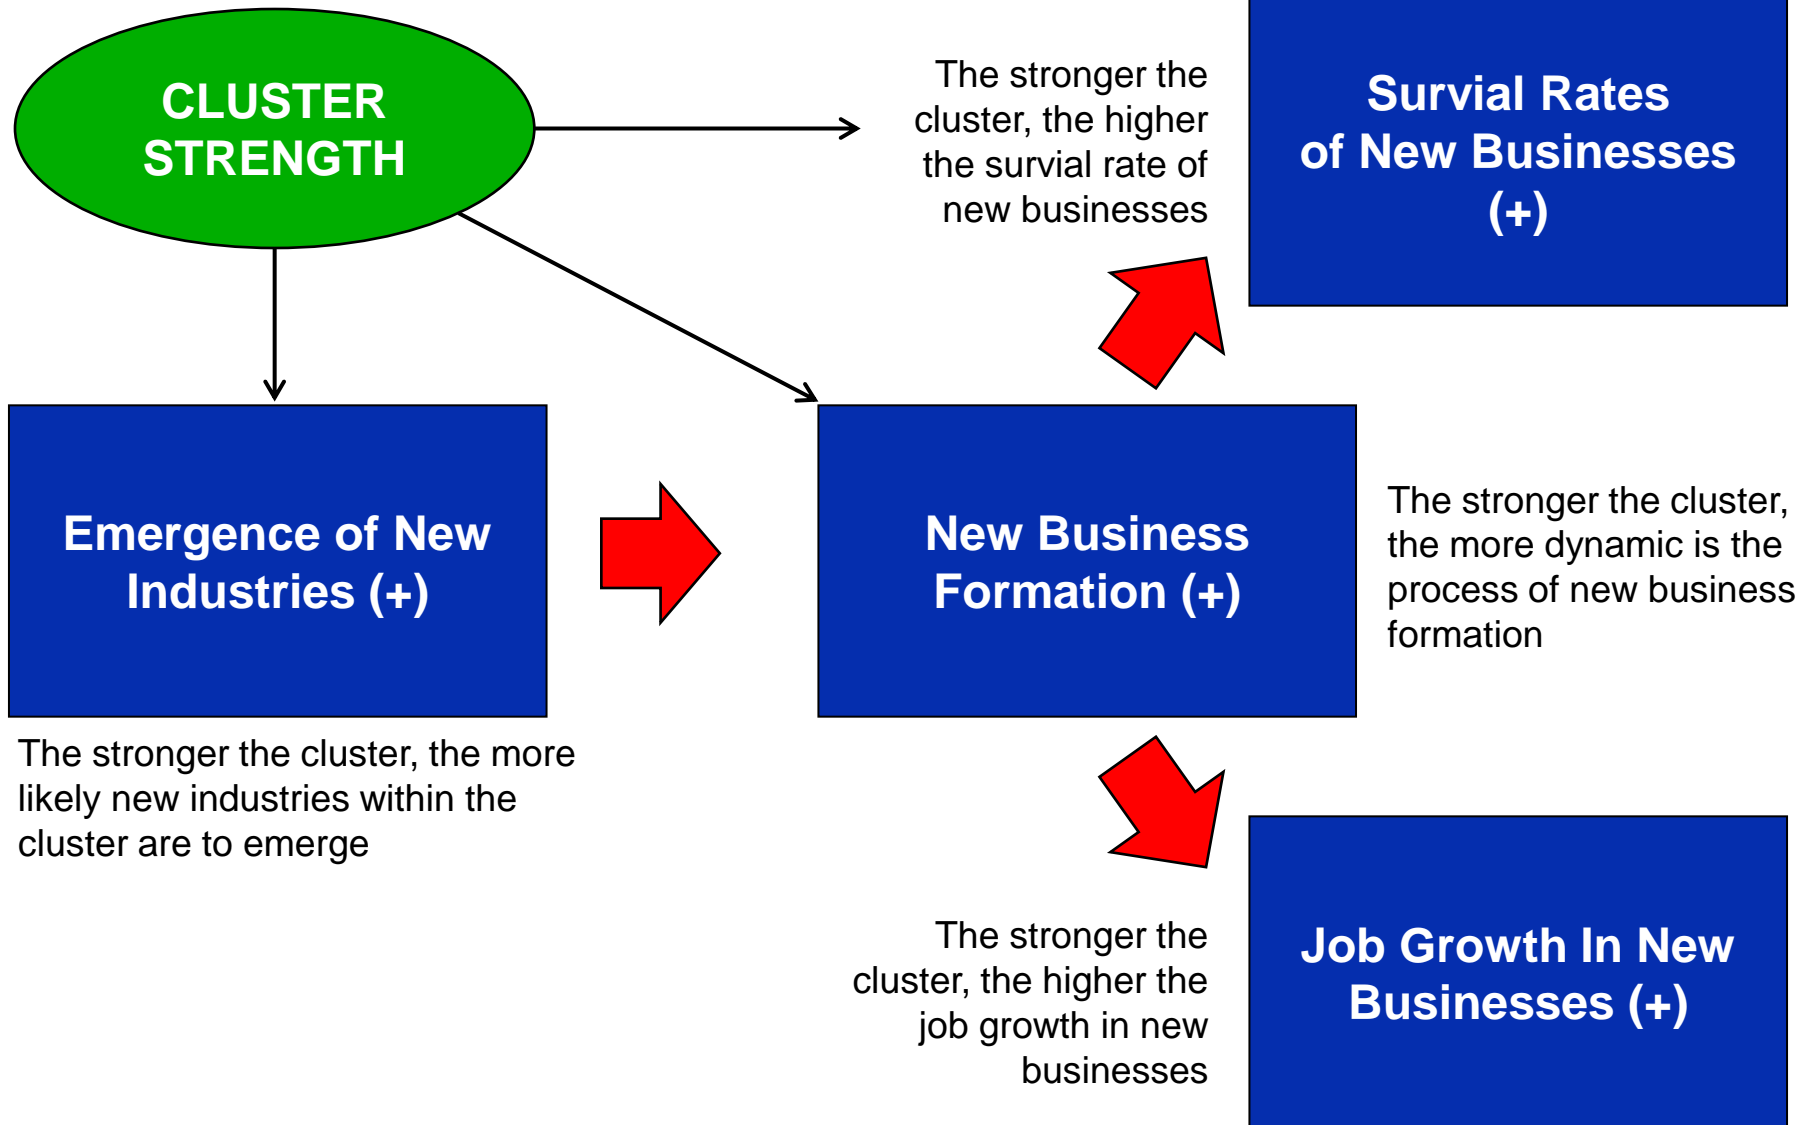 CLUSTER
STRENGTH
The stronger the
cluster, the higher
the survial rate of
new businesses
Survial Rates
of New Businesses
(+)
Emergence of New
Industries (+)
The stronger the cluster, the more
likely new industries within the
cluster are to emerge
New Business
Formation (+)
The stronger the cluster,
the more dynamic is the
process of new business
formation
The stronger the
cluster, the higher the
job growth in new
businesses
Job Growth In New
Businesses (+)